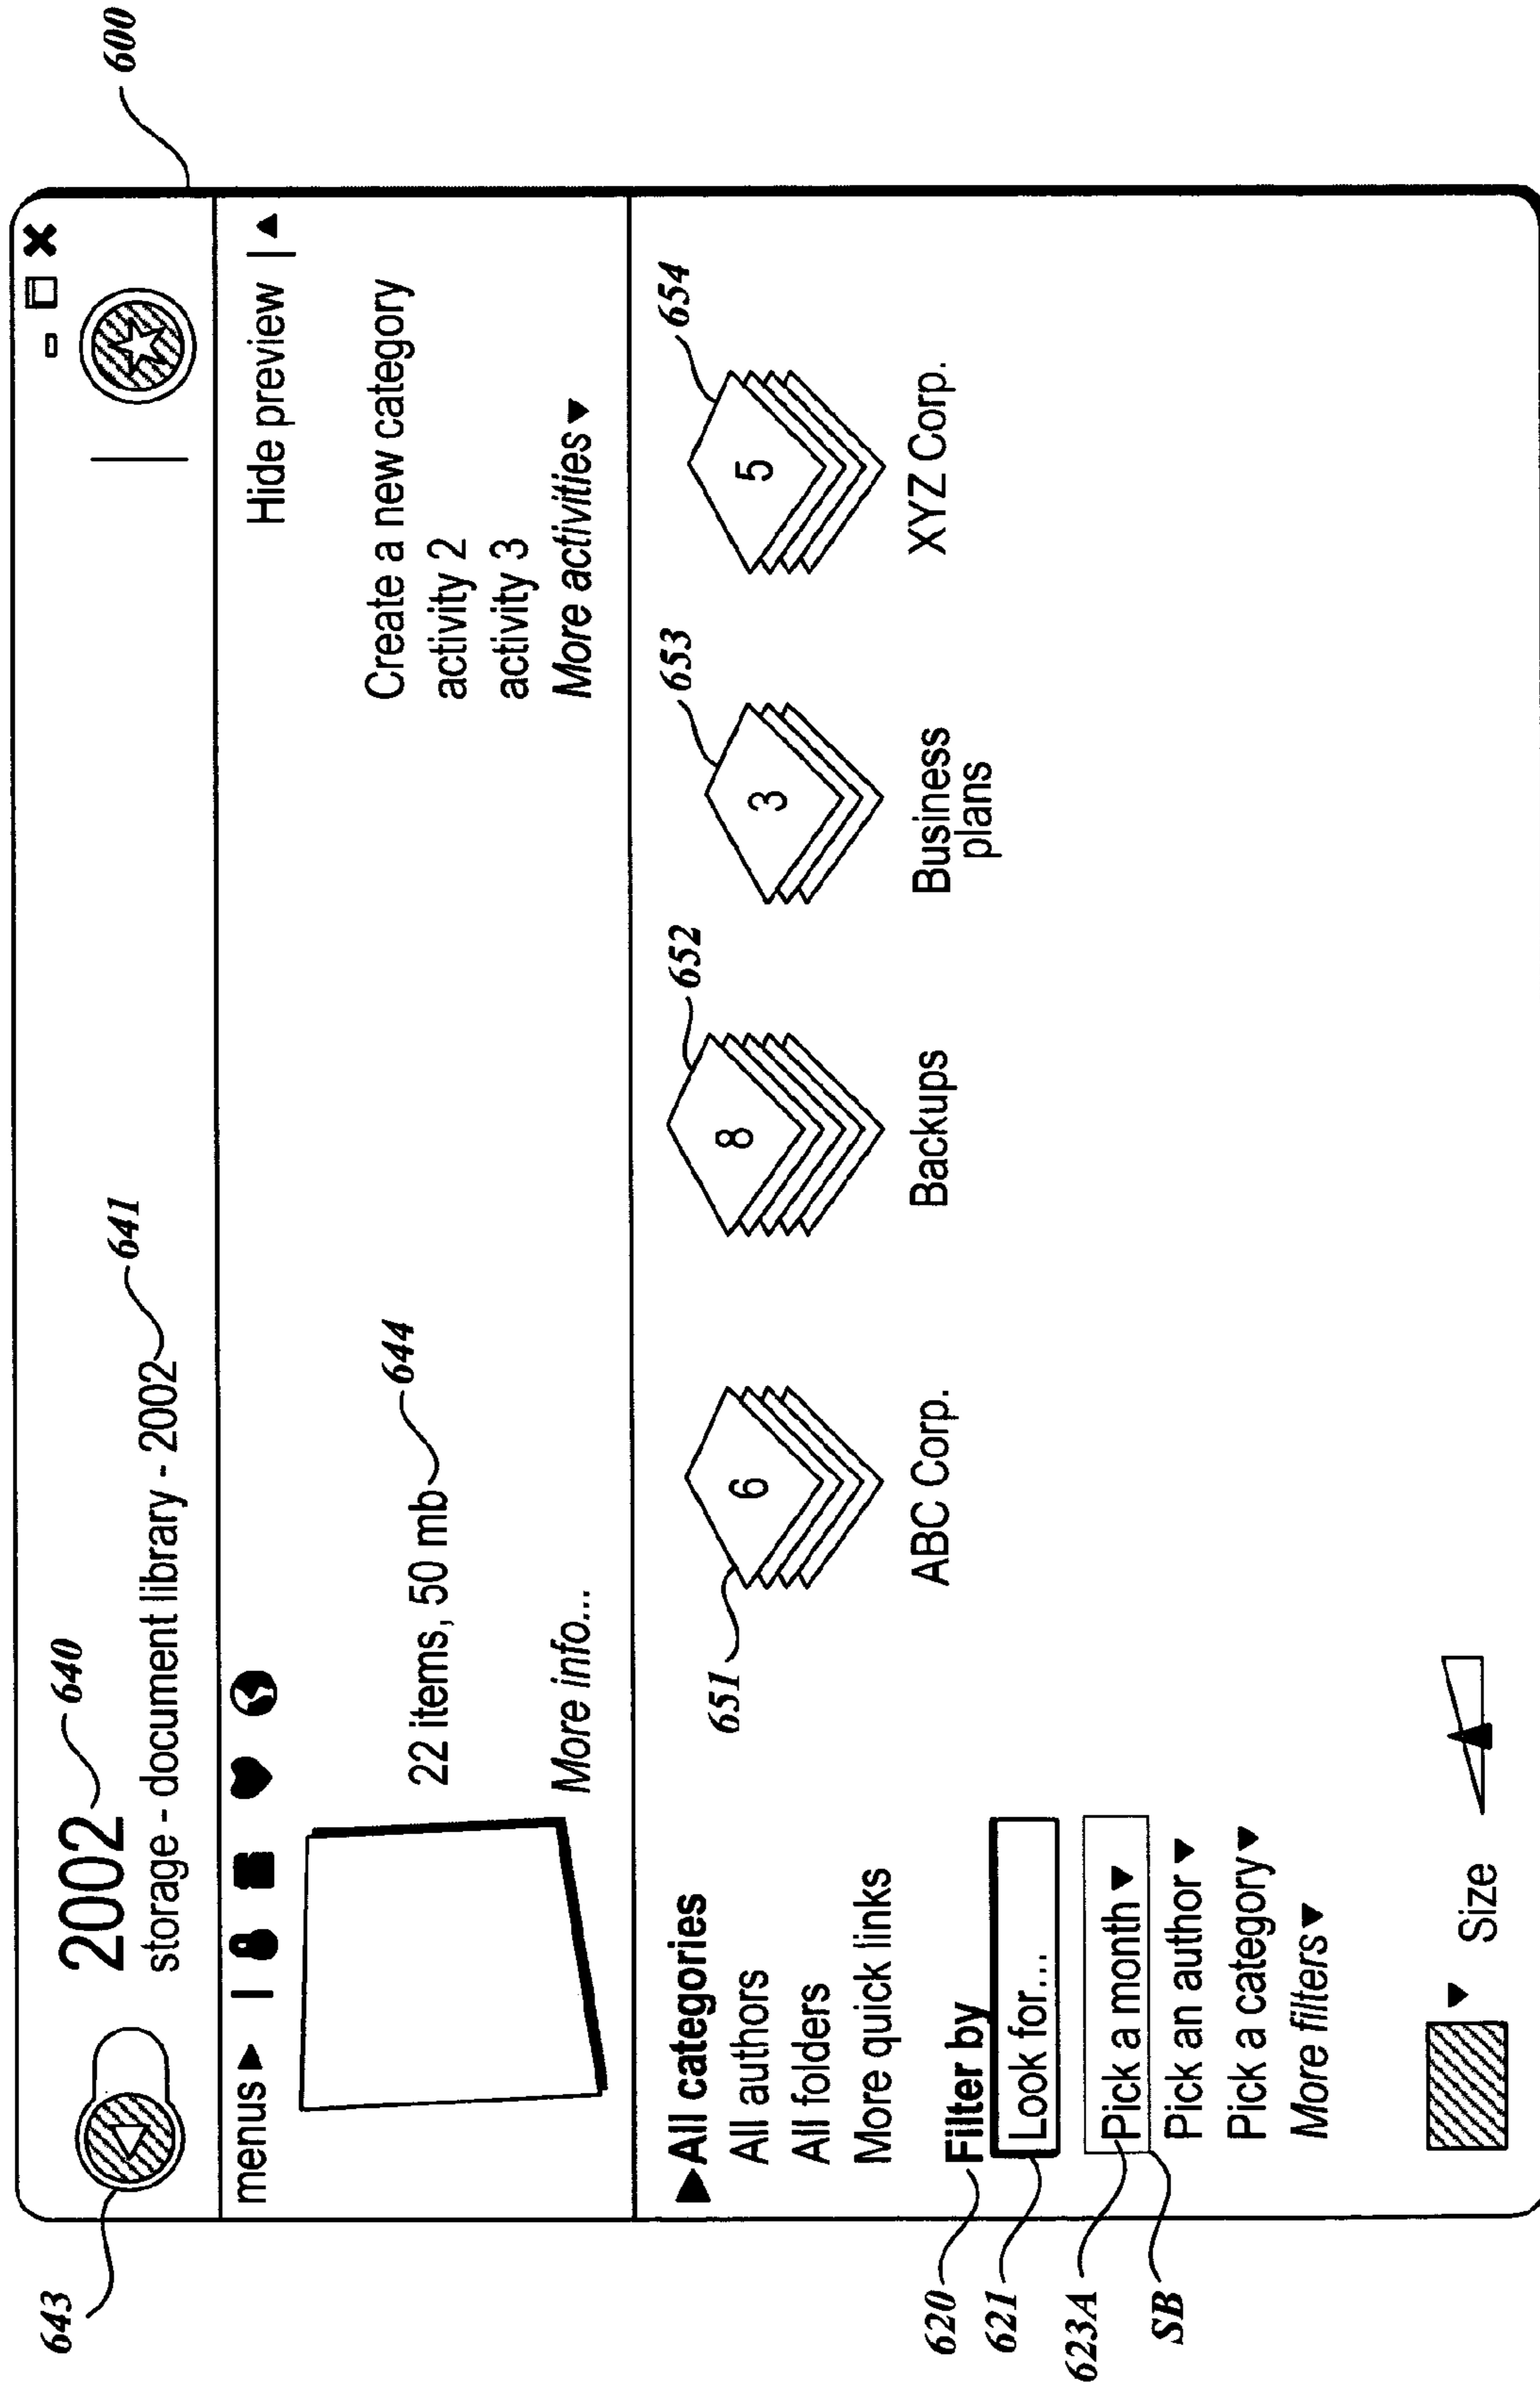 600
2002 640
storage - document library - 2002 641
643
menus
Hide preview
22 items, 50 mb 644
More info...
Create a new category
activity 2
activity 3
More activities
All categories
All authors
All folders
More quick links
620 Filter by
621 Look for...
623A Pick a month
SB
Pick an author
Pick a category
More filters
Size
651
6
ABC Corp.
652
8
Backups
653
3
Business
plans
654
5
XYZ Corp.